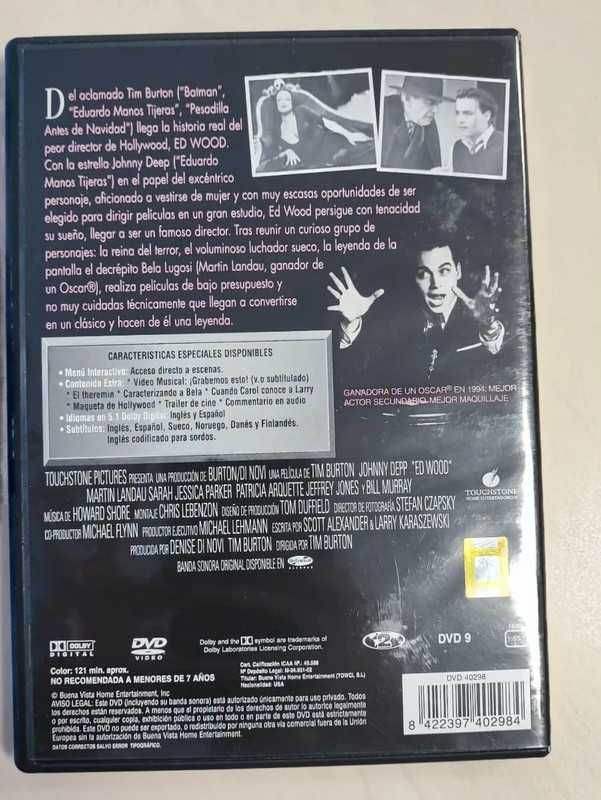 Del aclamado Tim Burton ("Batman",
"Eduardo Manos Tijeras", "Pesadilla
Antes de Navidad") llega la historia real del
peor director de Hollywood, ED WOOD.
Con la estrella Johnny Deep ("Eduardo
Manos Tijeras") en el papel del excéntrico
personaje, aficionado a vestirse de mujer y con muy escasas oportunidades de ser
elegido para dirigir películas en un gran estudio, Ed Wood persigue con tenacidad
su sueño, llegar a ser un famoso director. Tras reunir un curioso grupo de
personajes: la reina del terror, el voluminoso luchador sueco, la leyenda de la
pantalla el decrépito Bela Lugosi (Martin Landau, ganador de
un Oscar®), realiza películas de bajo presupuesto y
no muy cuidadas técnicamente que llegan a convertirse
en un clásico y hacen de él una leyenda.
CARACTERISTICAS ESPECIALES DISPONIBLES
• Menú Interactivo: Acceso directo a escenas.
• Contenido Extra: * Video Musical: ¡Grabemos esto! (v.o subtitulado)
* El theremin * Caracterizando a Bela * Cuando Carol conoce a Larry
* Maqueta de Hollywood * Trailer de cine * Commentario en audio
• Idiomas en 5.1 Dolby Digital: Inglés y Español
• Subtítulos: Inglés, Español, Sueco, Noruego, Danés y Finlandés.
Inglés codificado para sordos.
GANADORA DE UN OSCAR® EN 1994: MEJOR
ACTOR SECUNDARIO MEJOR MAQUILLAJE
TOUCHSTONE PICTURES PRESENTA UNA PRODUCCIÓN DE BURTON/DI NOVI UNA PELÍCULA DE TIM BURTON JOHNNY DEPP "ED WOOD"
MARTIN LANDAU SARAH JESSICA PARKER PATRICIA ARQUETTE JEFFREY JONES Y BILL MURRAY
MÚSICA DE HOWARD SHORE MONTAJE CHRIS LEBENZON DISEÑO DE PRODUCCIÓN TOM DUFFIELD DIRECTOR DE FOTOGRAFÍA STEFAN CZAPSKY
CO-PRODUCTOR MICHAEL FLYNN PRODUCTOR EJECUTIVO MICHAEL LEHMANN ESCRITA POR SCOTT ALEXANDER & LARRY KARASZEWSKI
PRODUCIDA POR DENISE DI NOVI TIM BURTON DIRIGIDA POR TIM BURTON
BANDA SONORA ORIGINAL DISPONIBLE EN
TOUCHSTONE
HOME ENTERTAINMENT
DOLBY
DIGITAL
DVD
VIDEO
Dolby and the symbol are trademarks of
Dolby Laboratories Licensing Corporation.
2
DVD 9
Color: 121 min. aprox.
NO RECOMENDADA A MENORES DE 7 AÑOS
Cert. Calificación ICAA Nº.: 45.586
Nº Depósito Legal: M-34.951-02
Titular: Buena Vista Home Entertainment (TOWCI, S.L)
Nacionalidad: USA
© Buena Vista Home Entertainment, Inc
AVISO LEGAL: Este DVD (incluyendo su banda sonora) está autorizado únicamente para uso privado. Todos
los derechos están reservados. A menos que el propietario de los derechos de autor lo autorice legalmente
o por escrito, cualquier copia, exhibición pública o uso en todo o en parte de este DVD está estrictamente
prohibida. Este DVD no puede ser exportado, o redistribuido por ninguna otra vía comercial fuera de la Unión
Europea sin la autorización de Buena Vista Home Entertainment.
DATOS CORRECTOS SALVO ERROR TIPOGRÁFICO.
DVD 40298
8 422397 402984